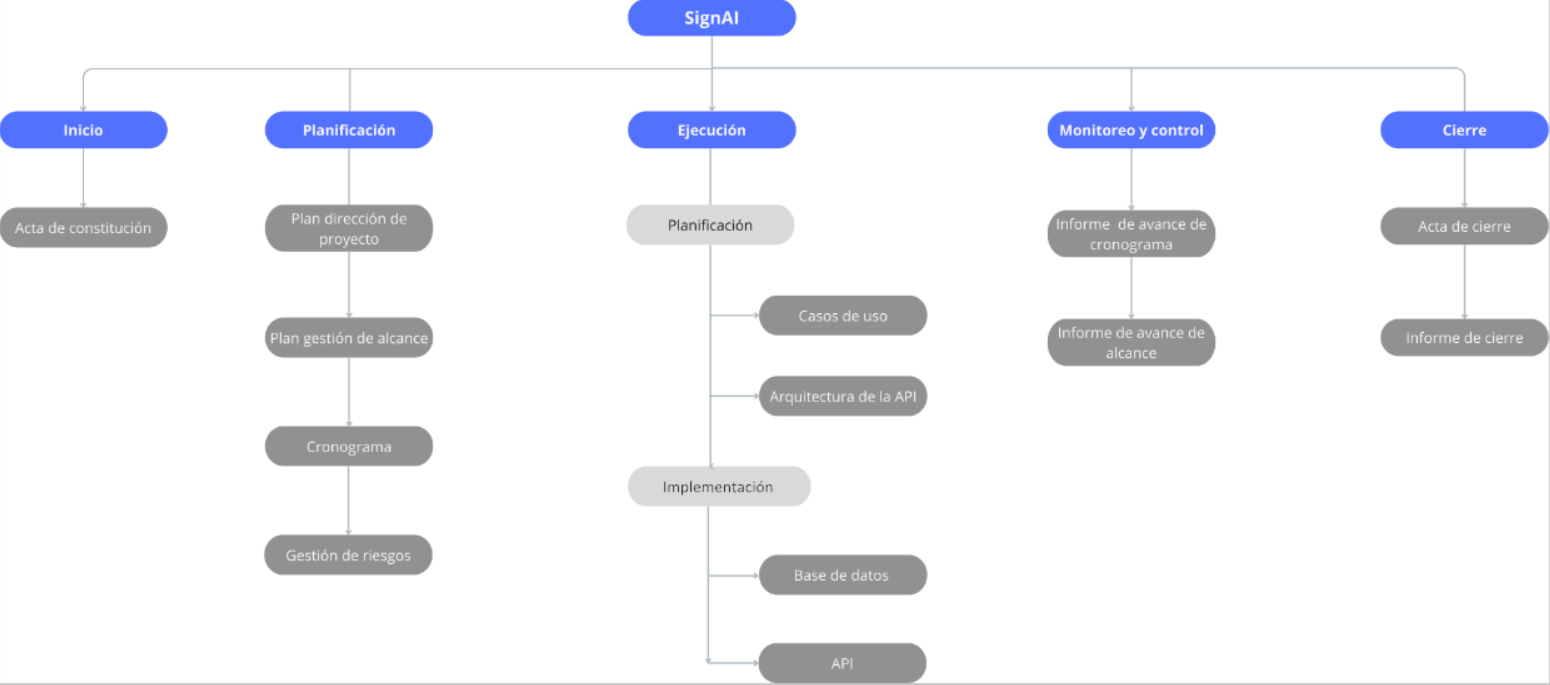 SignAI
Inicio
Planificación
Ejecución
Monitoreo y control
Cierre
Acta de constitución
Plan dirección de
proyecto
Plan gestión de alcance
Cronograma
Gestión de riesgos
Planificación
Casos de uso
Arquitectura de la API
Implementación
Base de datos
API
Informe de avance de
cronograma
Informe de avance de
alcance
Acta de cierre
Informe de cierre